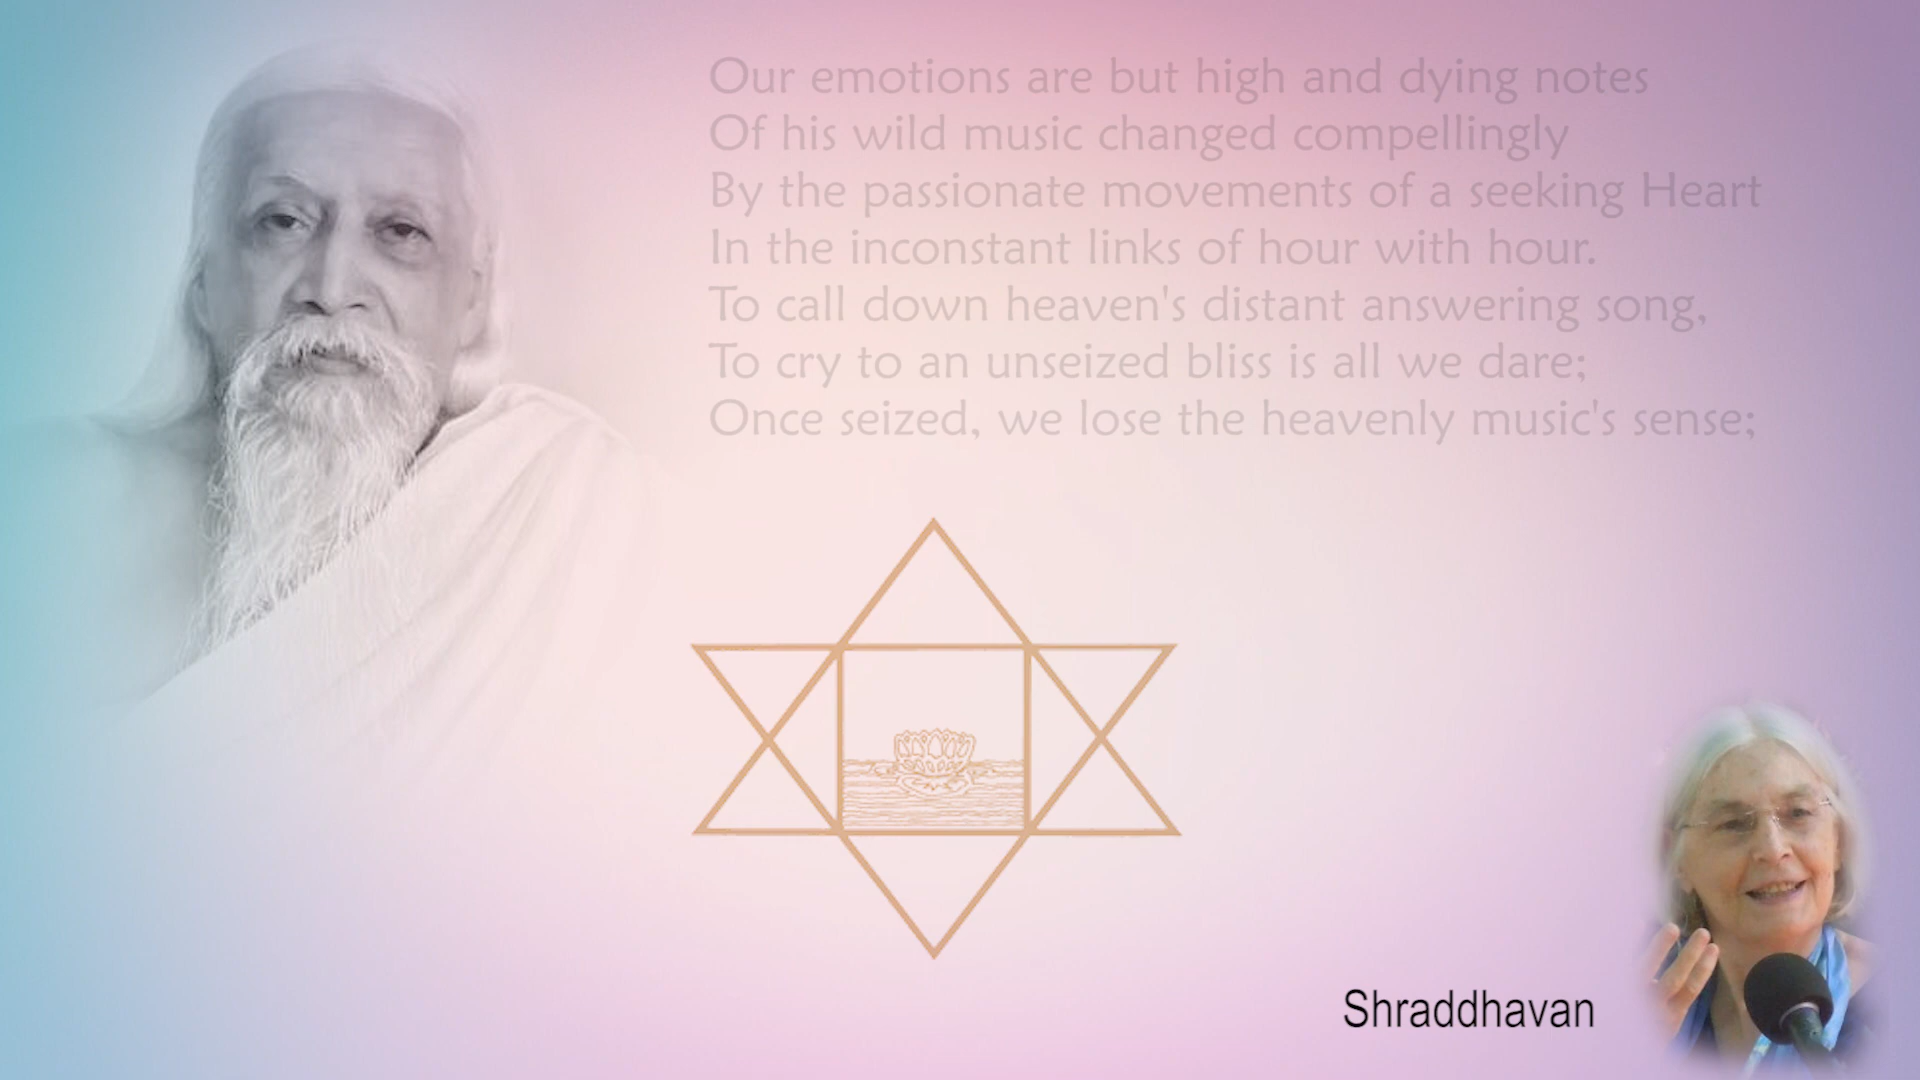 Our emotions are but high and dying notes
Of his wild music changed compellingly
By the passionate movements of a seeking Heart
In the inconstant links of hour with hour.
To call down heaven's distant answering song,
To cry to an unseized bliss is all we dare;
Once seized, we lose the heavenly music's sense;
Shraddhavan